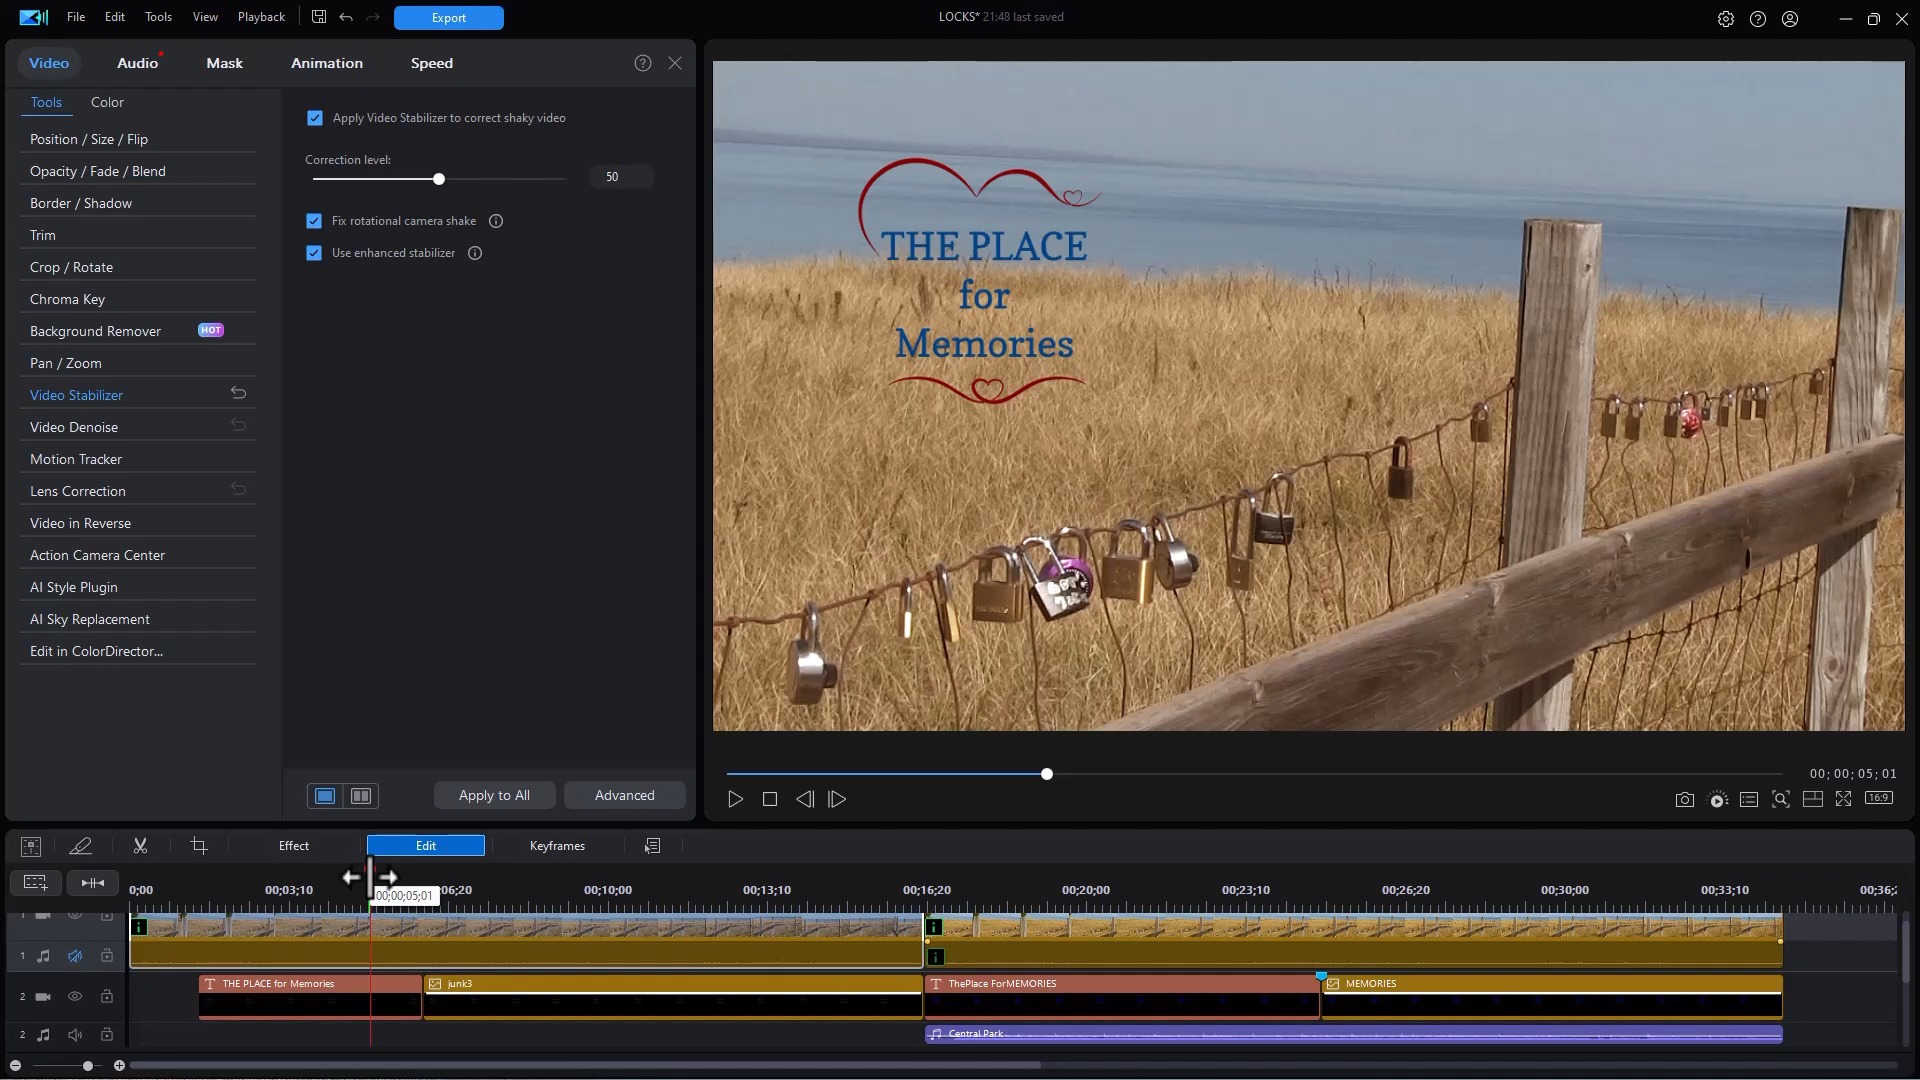 File Edit Tools View Playback Export LOCKS* 21:48 last saved
Video Audio Mask Animation Speed
Tools Color
Position / Size / Flip
Opacity / Fade / Blend
Border / Shadow
Trim
Crop / Rotate
Chroma Key
Background Remover HOT
Pan / Zoom
Video Stabilizer
Video Denoise
Motion Tracker
Lens Correction
Video in Reverse
Action Camera Center
AI Style Plugin
AI Sky Replacement
Edit in ColorDirector...
Apply Video Stabilizer to correct shaky video
Correction level:
50
Fix rotational camera shake
Use enhanced stabilizer
Apply to All Advanced
THE PLACE
for
Memories
00; 00; 05; 01
16:9
Effect Edit Keyframes
0;00 00;03;10 06;20 00;10;00 00;13;10 00;16;20 00;20;00 00;23;10 00;26;20 00;30;00 00;33;10 00;36;2
00;00;05;01
1
1
2 THE PLACE for Memories junk3 ThePlace ForMEMORIES MEMORIES
2 Central Park